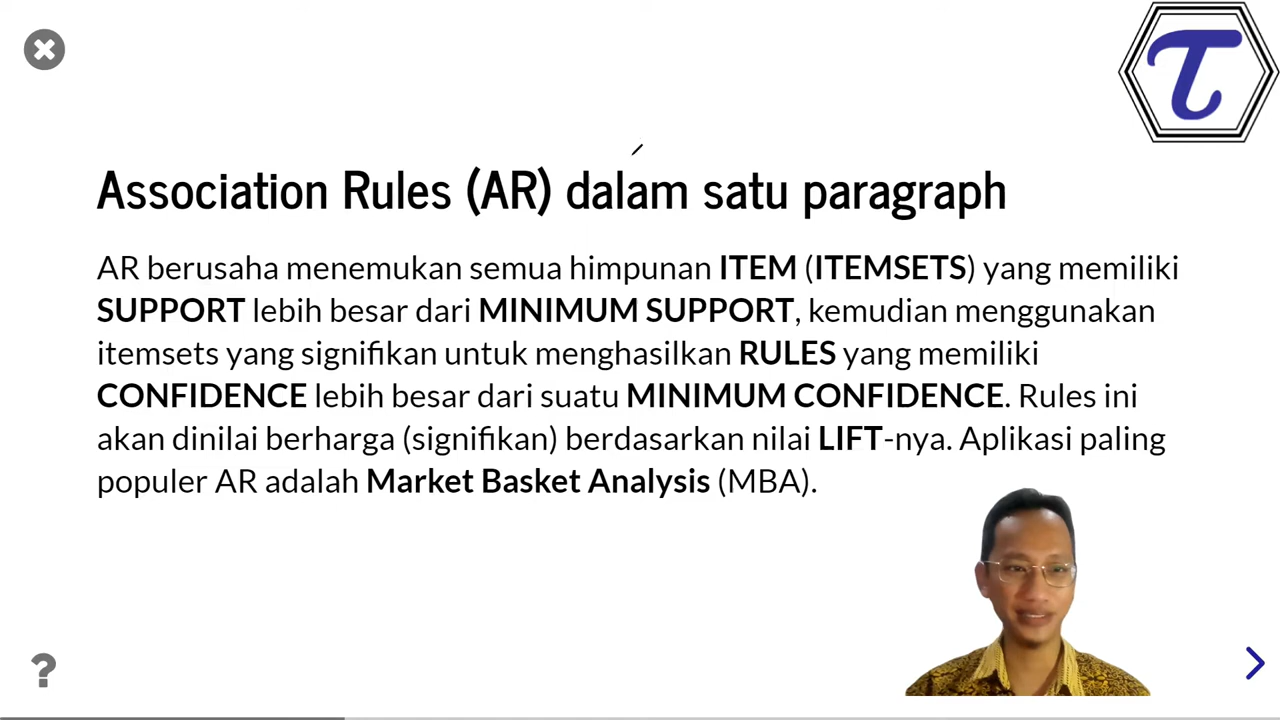 Association Rules (AR) dalam satu paragraph
AR berusaha menemukan semua himpunan ITEM (ITEMSETS) yang memiliki
SUPPORT lebih besar dari MINIMUM SUPPORT, kemudian menggunakan
itemsets yang signifikan untuk menghasilkan RULES yang memiliki
CONFIDENCE lebih besar dari suatu MINIMUM CONFIDENCE. Rules ini
akan dinilai berharga (signifikan) berdasarkan nilai LIFT-nya. Aplikasi paling
populer AR adalah Market Basket Analysis (MBA).
?